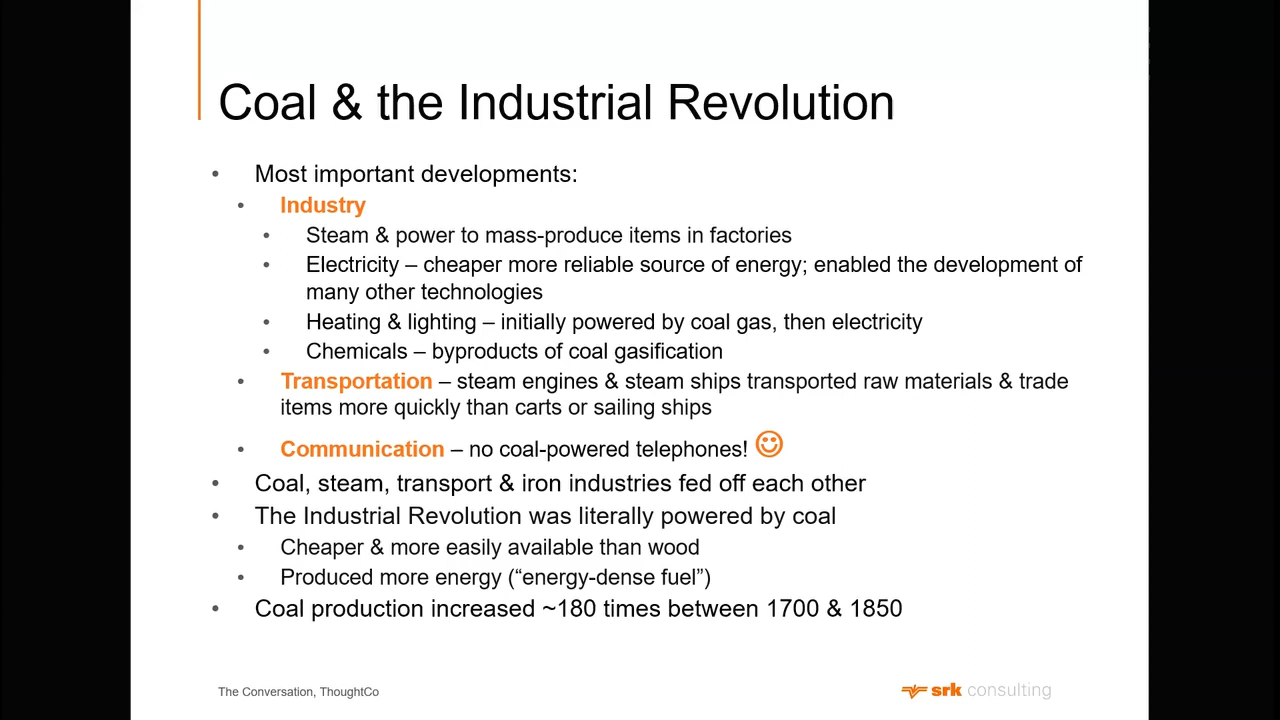 Coal & the Industrial Revolution
• Most important developments:
• Industry
• Steam & power to mass-produce items in factories
• Electricity – cheaper more reliable source of energy; enabled the development of
many other technologies
• Heating & lighting – initially powered by coal gas, then electricity
• Chemicals – byproducts of coal gasification
• Transportation – steam engines & steam ships transported raw materials & trade
items more quickly than carts or sailing ships
• Communication – no coal-powered telephones! ☺
• Coal, steam, transport & iron industries fed off each other
• The Industrial Revolution was literally powered by coal
• Cheaper & more easily available than wood
• Produced more energy (“energy-dense fuel”)
• Coal production increased ~180 times between 1700 & 1850
The Conversation, ThoughtCo
srk consulting